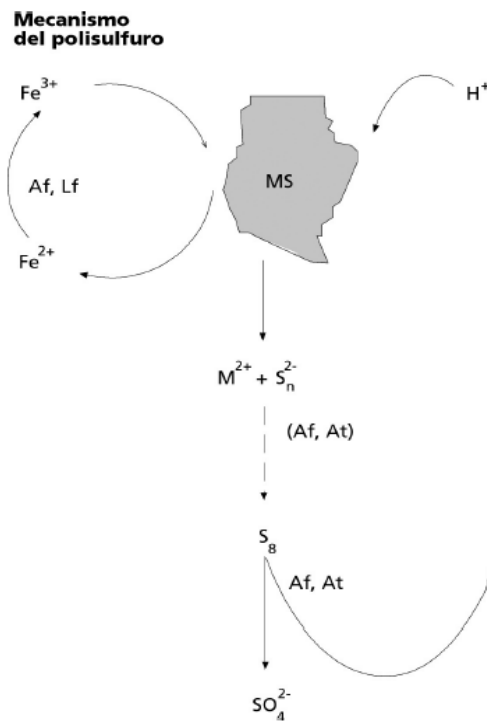 Mecanismo
del polisulfuro
Fe³⁺
H⁺
MS
Af, Lf
Fe²⁺
M²⁺ + Sₙ²⁻
(Af, At)
S₈
Af, At
SO₄²⁻